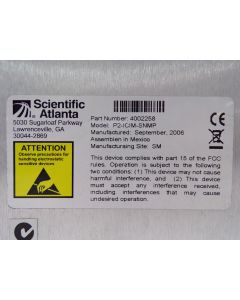 Scientific
Atlanta
5030 Sugarloaf Parkway
Lawrenceville, GA
30044-2869
ATTENTION
Observe precautions for
handling electrostatic
sensitive devices
Part Number: 4002258
Model: P2-ICIM-SNMP
Manufactured: September, 2006
Assembled in Mexico
Manufacturing Site: SM
This device complies with part 15 of the FCC
Rules. Operation is subject to the following
two conditions: (1) This device may cause
harmful interference, and (2) This device
must accept any interference
received, including interference that may cause
undesired operation.